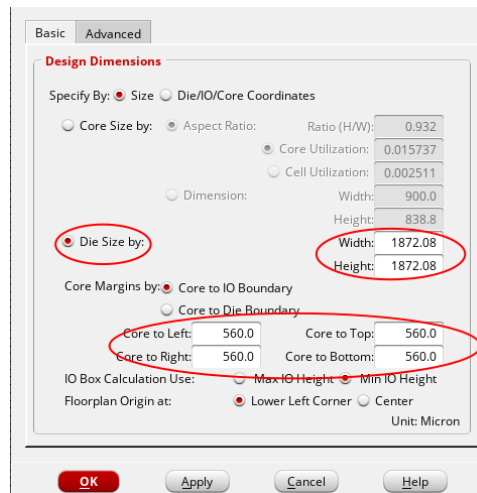 Basic Advanced
Design Dimensions
Specify By: Size Die/IO/Core Coordinates
Core Size by: Aspect Ratio: Ratio (H/W): 0.932
Core Utilization: 0.015737
Cell Utilization: 0.002511
Dimension: Width: 900.0
Height: 838.8
Die Size by: Width: 1872.08
Height: 1872.08
Core Margins by: Core to IO Boundary
Core to Die Boundary
Core to Left: 560.0 Core to Top: 560.0
Core to Right: 560.0 Core to Bottom: 560.0
IO Box Calculation Use: Max IO Height Min IO Height
Floorplan Origin at: Lower Left Corner Center
Unit: Micron
OK Apply Cancel Help